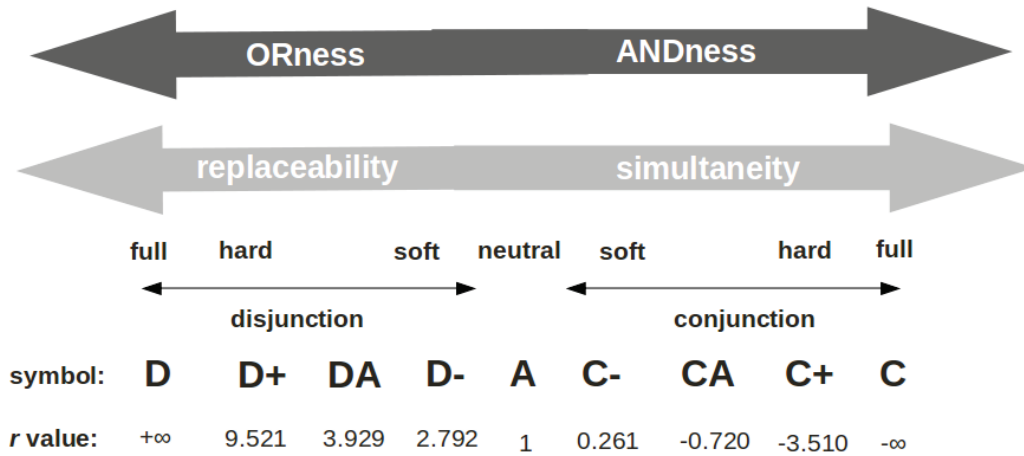 ORness ANDness
replaceability simultaneity
full hard soft neutral soft hard full
disjunction conjunction
symbol: D D+ DA D- A C- CA C+ C
r value: +∞ 9.521 3.929 2.792 1 0.261 -0.720 -3.510 -∞